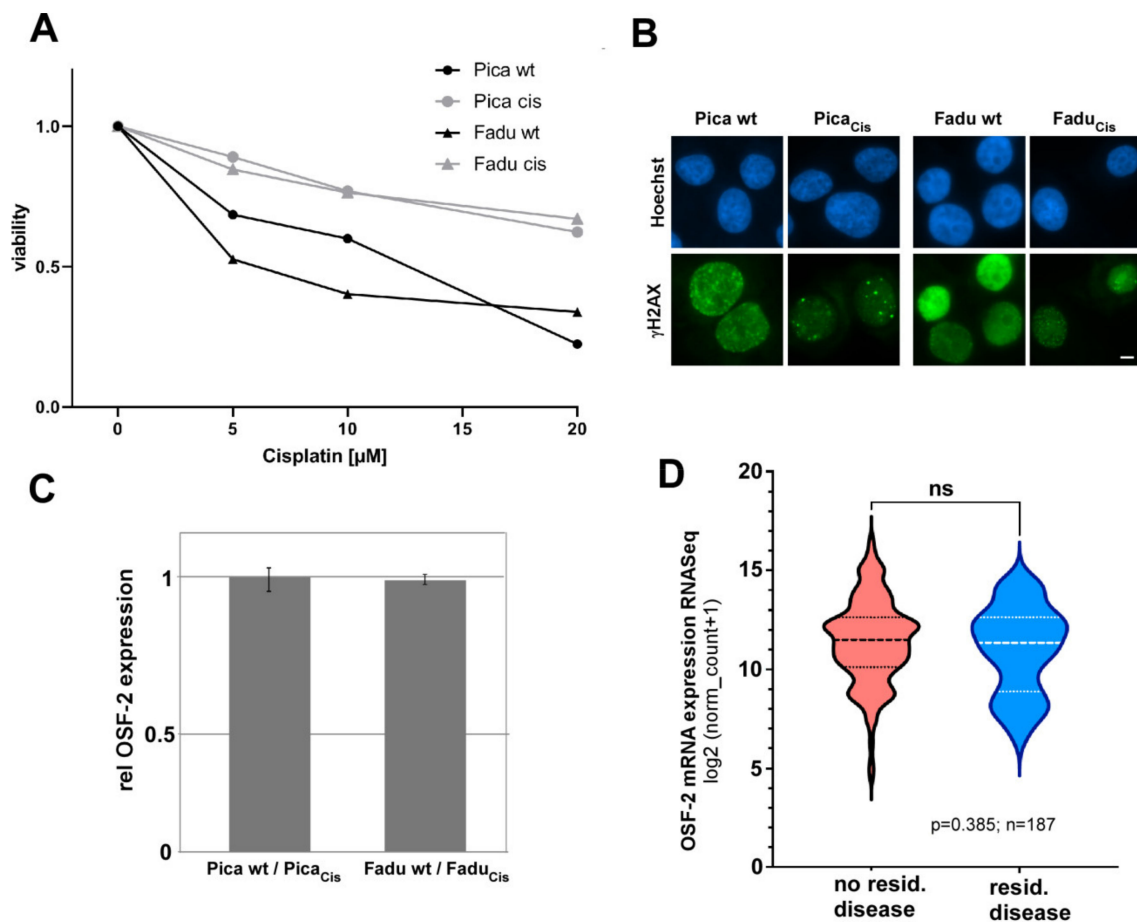 A
Pica wt
Pica cis
Fadu wt
Fadu cis
1.0
0.5
0.0
viability
0 5 10 15 20
Cisplatin [µM]
B
Pica wt PicaCis Fadu wt FaduCis
Hoechst
γH2AX
C
rel OSF-2 expression
1
0.5
0
Pica wt / PicaCis Fadu wt / FaduCis
D
OSF-2 mRNA expression RNASeq
log2 (norm_count+1)
20
15
10
5
0
ns
p=0.385; n=187
no resid. resid.
disease disease